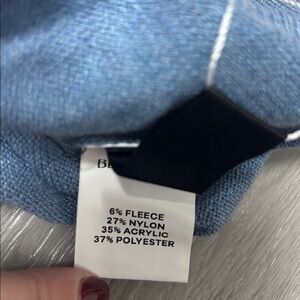 6% FLEECE
27% NYLON
35% ACRYLIC
37% POLYESTER